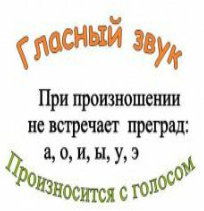 Гласный звук
При произношении
не встречает преград:
а, о, и, ы, у, э
Произносится с голосом